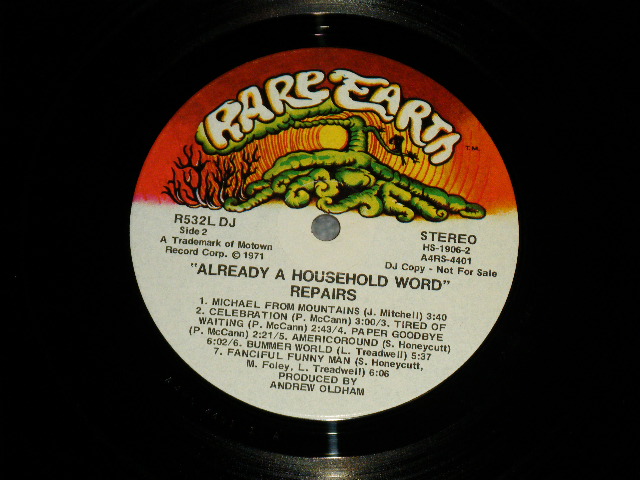 RARE EARTH
T.M.
R532L DJ
Side 2
A Trademark of Motown
Record Corp. © 1971
STEREO
HS-1906-2
A4RS-4401
DJ Copy - Not For Sale
"ALREADY A HOUSEHOLD WORD"
REPAIRS
1. MICHAEL FROM MOUNTAINS (J. Mitchell) 3:40
2. CELEBRATION (P. McCann) 3:00/3. TIRED OF
WAITING (P. McCann) 2:43/4. PAPER GOODBYE
(P. McCann) 2:21/5. AMERICOROUND (S. Honeycutt)
6:02/6. BUMMER WORLD (L. Treadwell) 5:37
7. FANCIFUL FUNNY MAN (S. Honeycutt,
M. Foley, L. Treadwell) 6:06
PRODUCED BY
ANDREW OLDHAM